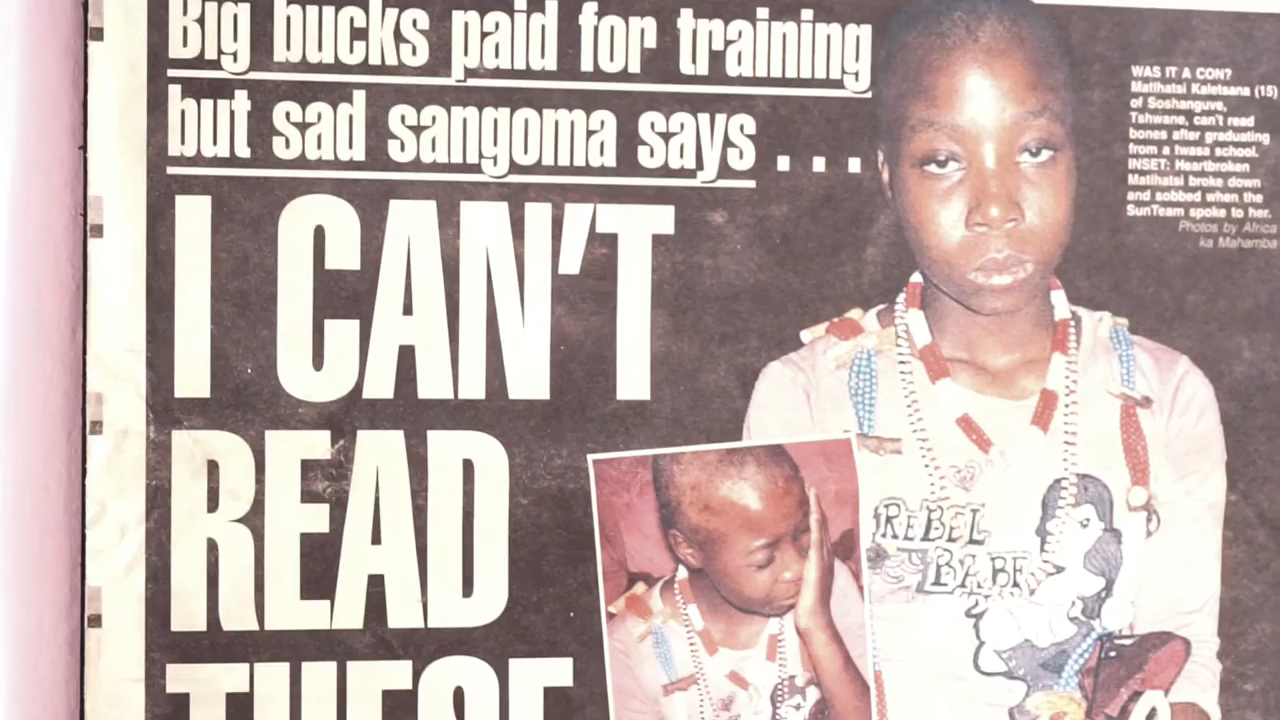 Big bucks paid for training
but sad sangoma says ...
I CAN'T
READ
THESE
WAS IT A CON?
Matlhatsi Kaletsana (15)
of Soshanguve,
Tshwane, can't read
bones after graduating
from a twasa school.
INSET: Heartbroken
Matlhatsi broke down
and sobbed when the
SunTeam spoke to her.
Photos by Africa
ka Mahamba
REBEL
BABE